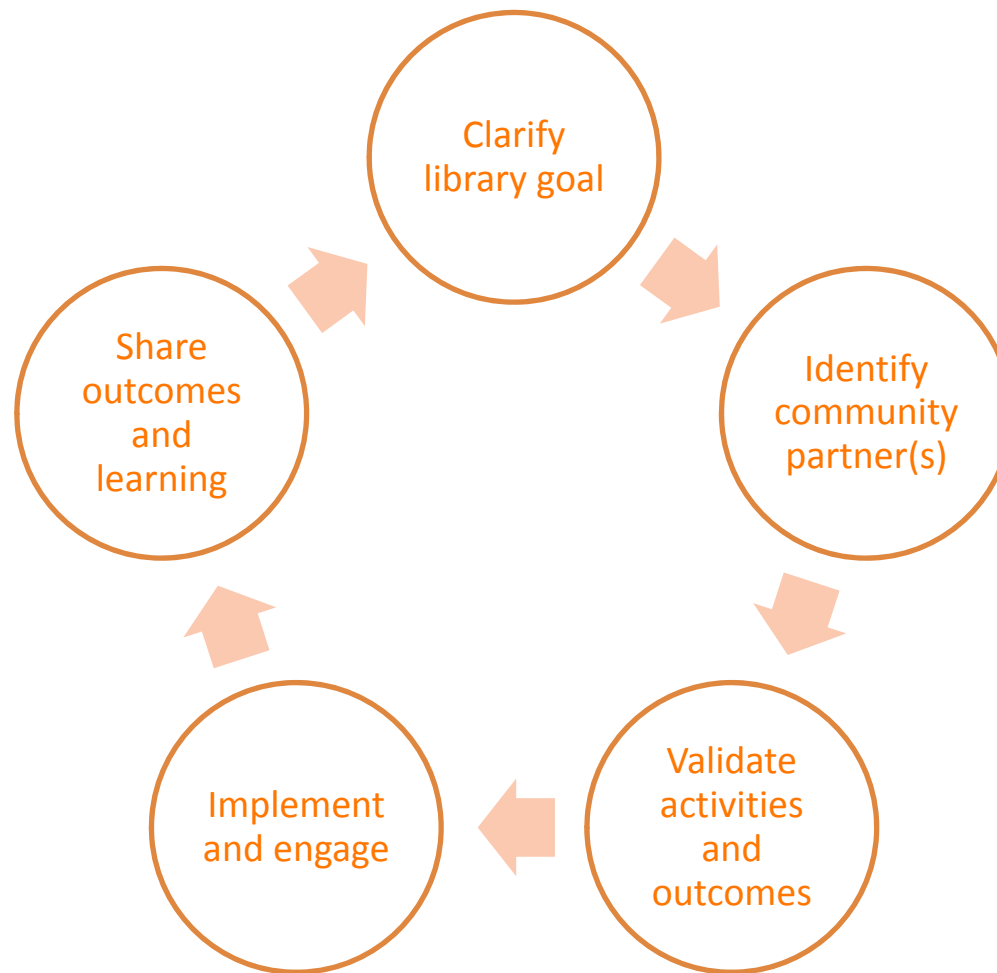 Clarify
library goal
Identify
community
partner(s)
Validate
activities
and
outcomes
Implement
and engage
Share
outcomes
and
learning